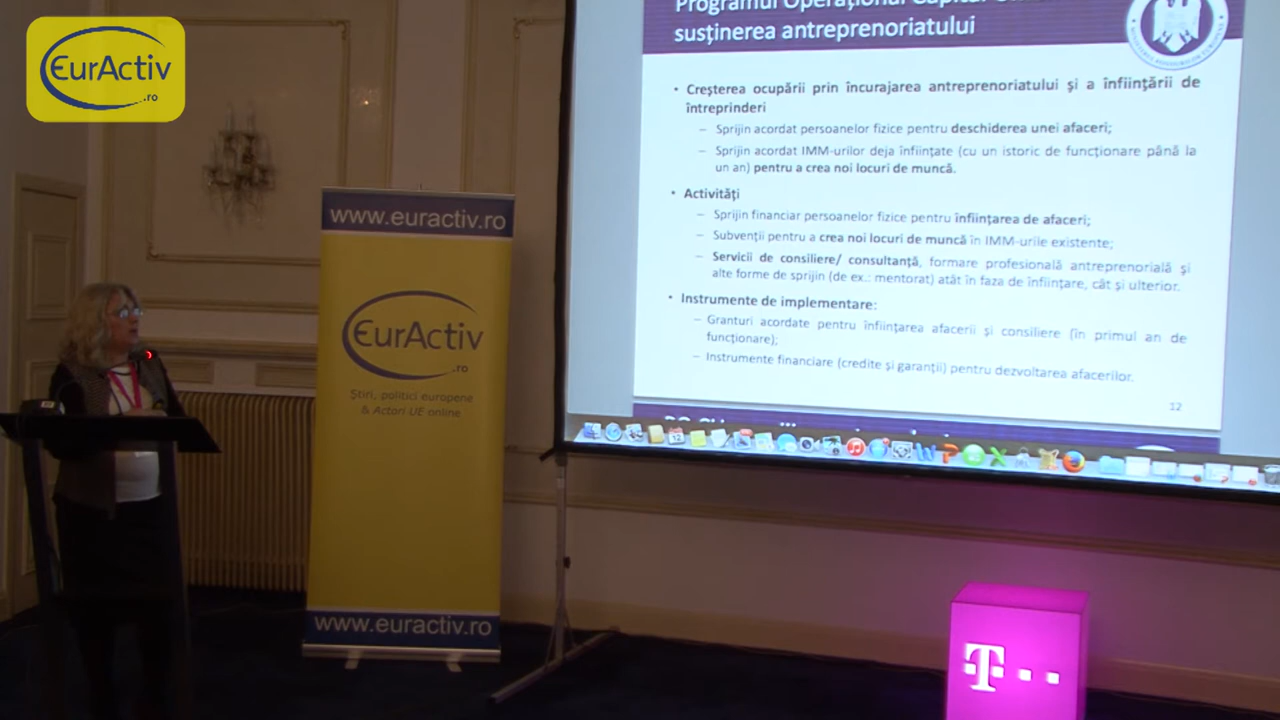 EurActiv
.ro
Programul Operațional Capital
susținerea antreprenoriatului
• Creșterea ocupării prin încurajarea antreprenoriatului și a înființării de
întreprinderi
– Sprijin acordat persoanelor fizice pentru deschiderea unei afaceri;
– Sprijin acordat IMM-urilor deja înființate (cu un istoric de funcționare până la
un an) pentru a crea noi locuri de muncă.
• Activități
– Sprijin financiar persoanelor fizice pentru înființarea de afaceri;
– Subvenții pentru a crea noi locuri de muncă în IMM-urile existente;
– Servicii de consiliere/ consultanță, formare profesională antreprenorială și
alte forme de sprijin (de ex.: mentorat) atât în faza de înființare, cât și ulterior.
• Instrumente de implementare:
– Granturi acordate pentru înființarea afacerii și consiliere (în primul an de
funcționare);
– Instrumente financiare (credite și garanții) pentru dezvoltarea afacerilor.
12
www.euractiv.ro
EurActiv
.ro
Știri, politici europene
& Actori UE online
www.euractiv.ro
T